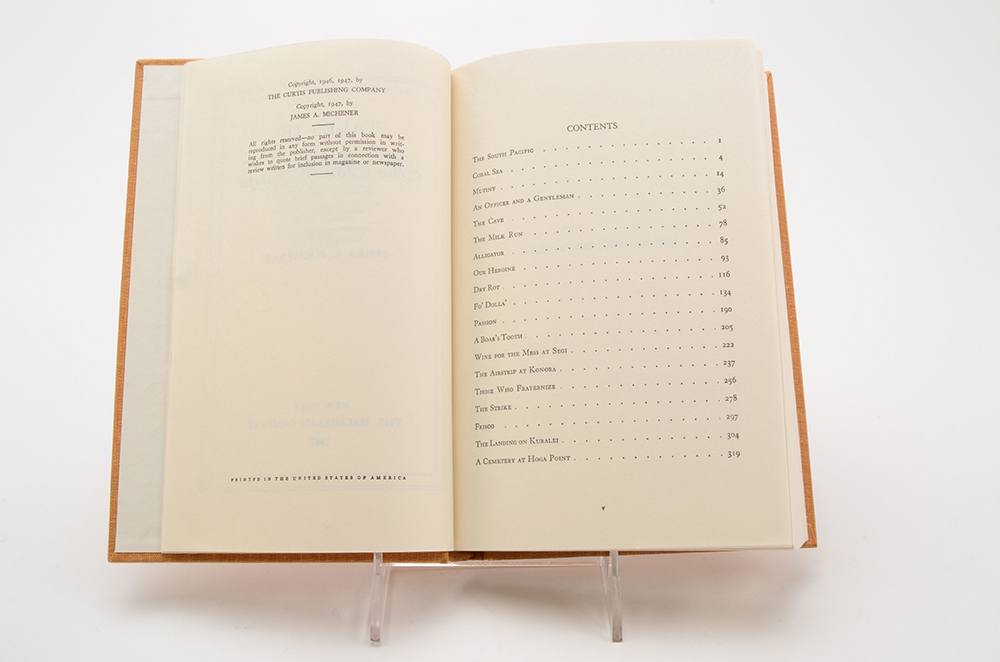 Copyright, 1946, 1947, by
THE CURTIS PUBLISHING COMPANY
Copyright, 1947, by
JAMES A. MICHENER
All rights reserved—no part of this book may be
reproduced in any form without permission in writ-
ing from the publisher, except by a reviewer who
wishes to quote brief passages in connection with a
review written for inclusion in magazine or newspaper.
PRINTED IN THE UNITED STATES OF AMERICA
CONTENTS
The South Pacific . . . . . . . . . . 1
Coral Sea . . . . . . . . . . . . 4
Mutiny . . . . . . . . . . . . 14
An Officer and a Gentleman . . . . . . . . 36
The Cave . . . . . . . . . . . . 52
The Milk Run . . . . . . . . . . . 78
Alligator . . . . . . . . . . . . 85
Our Heroine . . . . . . . . . . . 93
Dry Rot . . . . . . . . . . . . 116
Fo' Dolla' . . . . . . . . . . . . 134
Passion . . . . . . . . . . . . 190
A Boar's Tooth . . . . . . . . . . . 205
Wine for the Mess at Segi . . . . . . . . 222
The Airstrip at Konora . . . . . . . . . 237
Those Who Fraternize . . . . . . . . . 256
The Strike . . . . . . . . . . . . 278
Frisco . . . . . . . . . . . . 297
The Landing on Kuralei . . . . . . . . . 304
A Cemetery at Hoga Point . . . . . . . . 319
v